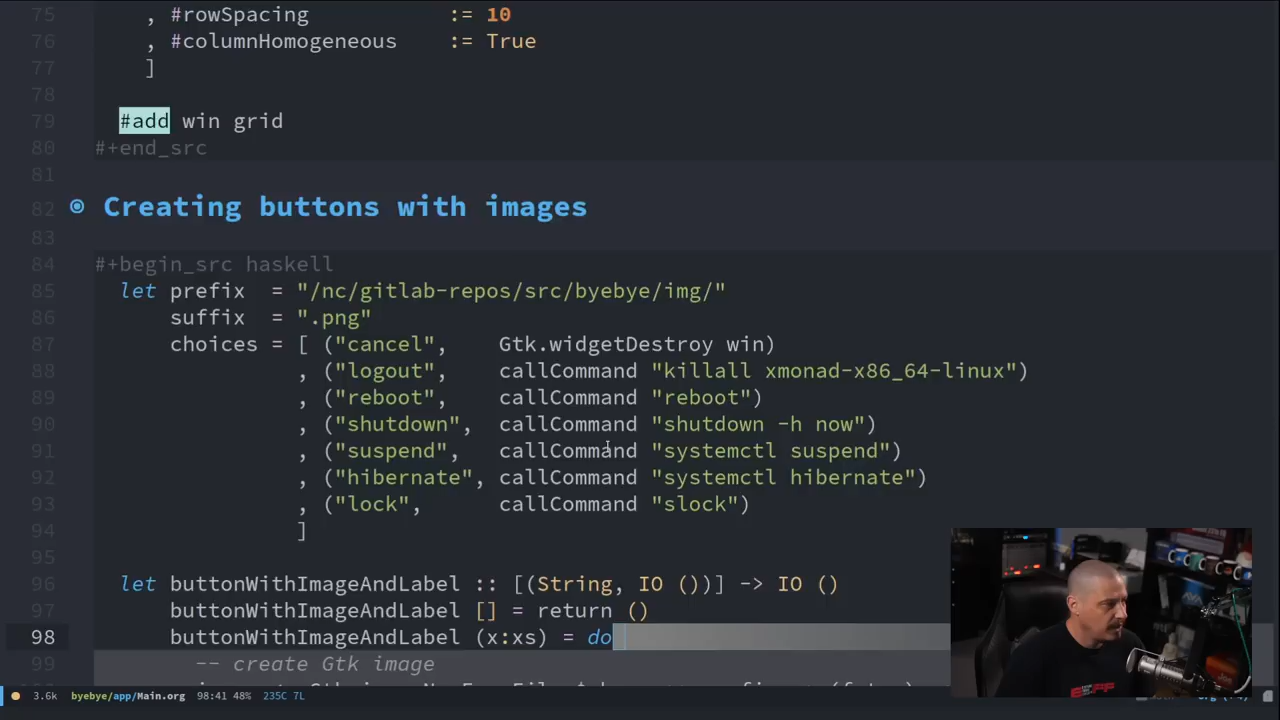 75 , #rowSpacing := 10
76 , #columnHomogeneous := True
77 ]
78
79 #add win grid
80 #+end_src
81
82 Creating buttons with images
83
84 #+begin_src haskell
85 let prefix = "/nc/gitlab-repos/src/byebye/img/"
86 suffix = ".png"
87 choices = [ ("cancel", Gtk.widgetDestroy win)
88 , ("logout", callCommand "killall xmonad-x86_64-linux")
89 , ("reboot", callCommand "reboot")
90 , ("shutdown", callCommand "shutdown -h now")
91 , ("suspend", callCommand "systemctl suspend")
92 , ("hibernate", callCommand "systemctl hibernate")
93 , ("lock", callCommand "slock")
94 ]
95
96 let buttonWithImageAndLabel :: [(String, IO ())] -> IO ()
97 buttonWithImageAndLabel [] = return ()
98 buttonWithImageAndLabel (x:xs) = do
99 -- create Gtk image
3.6k byebye/app/Main.org 98:41 48% 235C 7L